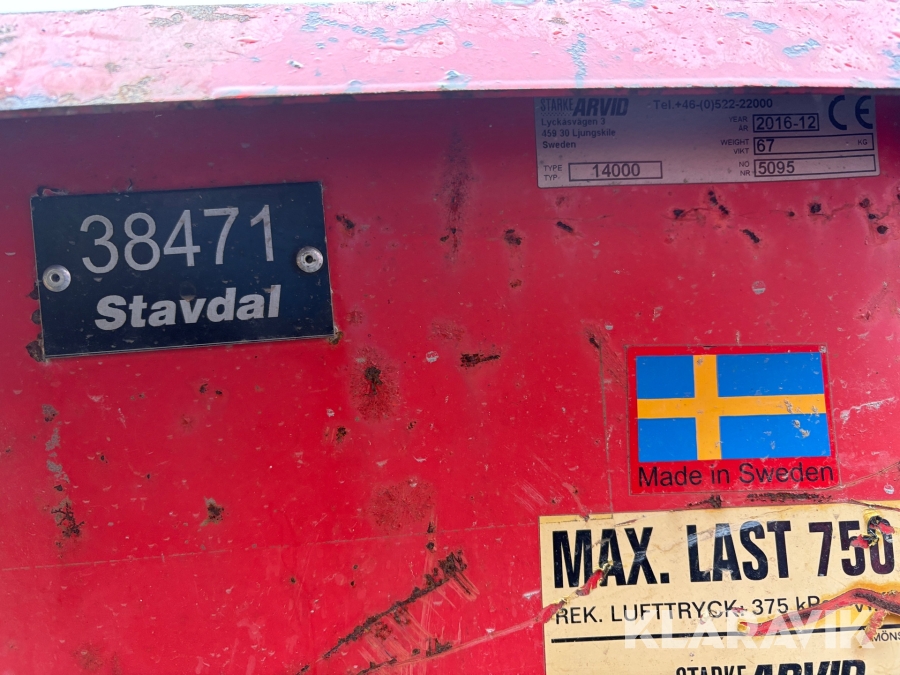 STARKE ARVID Tel.+46-(0)522-22000
Lyckasvägen 3
459 30 Ljungskile
Sweden
YEAR
ÅR 2016-12
CE
WEIGHT
VIKT 67 KG
TYPE
TYP. 14000
NO
NR 5095
38471
Stavdal
Made in Sweden
MAX. LAST 750
REK. LUFTTRYCK: 375 kP
MÖNS
KLARAVIK
STARKE ARVID